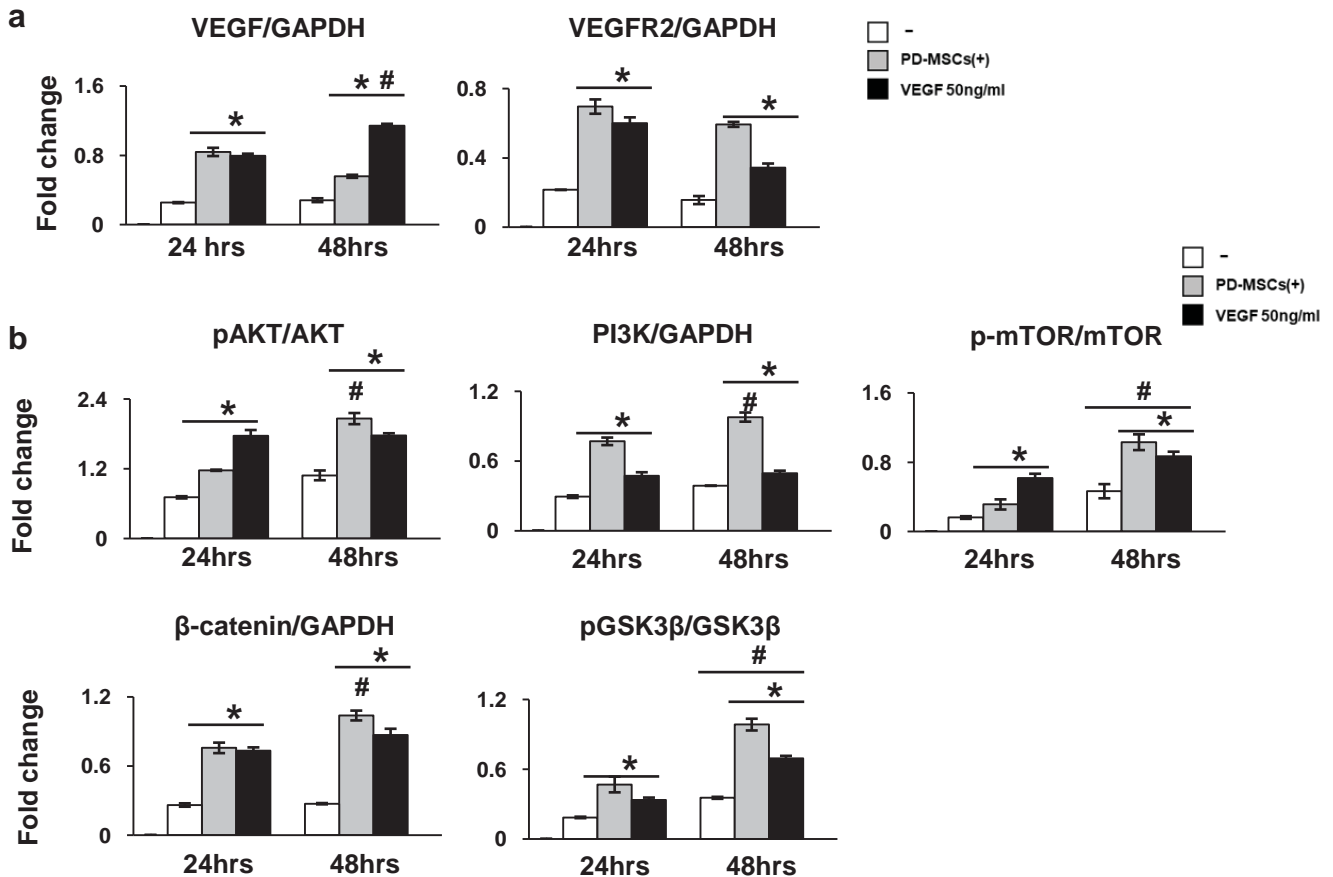 a
VEGF/GAPDH
VEGFR2/GAPDH
-
PD-MSCs(+)
VEGF 50ng/ml
Fold change
1.6
0.8
0
*
* #
24 hrs
48hrs
0.8
0.4
0
*
*
24hrs
48hrs
-
PD-MSCs(+)
VEGF 50ng/ml
b
pAKT/AKT
PI3K/GAPDH
p-mTOR/mTOR
Fold change
2.4
1.2
0
*
*
#
24hrs
48hrs
1.2
0.6
0
*
*
#
24hrs
48hrs
1.6
0.8
0
*
#
*
24hrs
48hrs
β-catenin/GAPDH
pGSK3β/GSK3β
Fold change
1.2
0.6
0
*
*
#
24hrs
48hrs
1.2
0.6
0
*
#
*
24hrs
48hrs